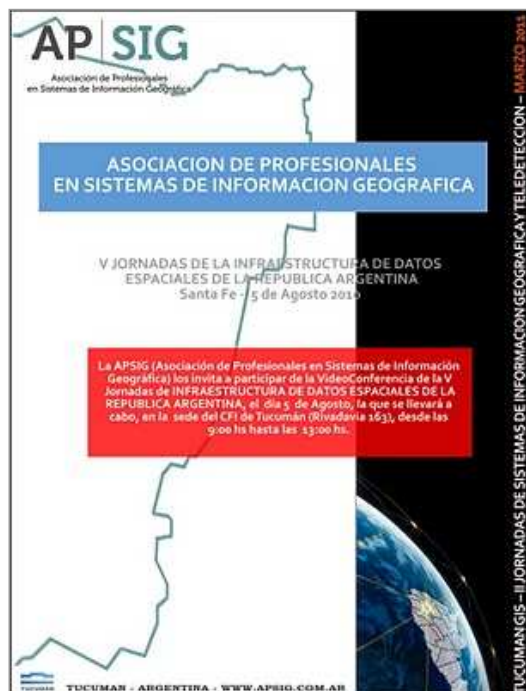 AP|SIG
Asociación de Profesionales
en Sistemas de Información Geográfica
ASOCIACION DE PROFESIONALES
EN SISTEMAS DE INFORMACION GEOGRAFICA
V JORNADAS DE LA INFRAESTRUCTURA DE DATOS
ESPACIALES DE LA REPUBLICA ARGENTINA
Santa Fe - 5 de Agosto 2010
La APSIG (Asociación de Profesionales en Sistemas de Información
Geográfica) los invita a participar de la VideoConferencia de la V
Jornadas de INFRAESTRUCTURA DE DATOS ESPACIALES DE LA
REPUBLICA ARGENTINA, el día 5 de Agosto, la que se llevará a
cabo, en la sede del CFI de Tucumán (Rivadavia 163), desde las
9:00 hs hasta las 13:00 hs.
TUCUMAN
TUCUMAN - ARGENTINA - WWW.APSIG.COM.AR
TUCUMAN GIS – II JORNADAS DE SISTEMAS DE INFORMACION GEOGRAFICA Y TELEDETECCION – MARZO 2011